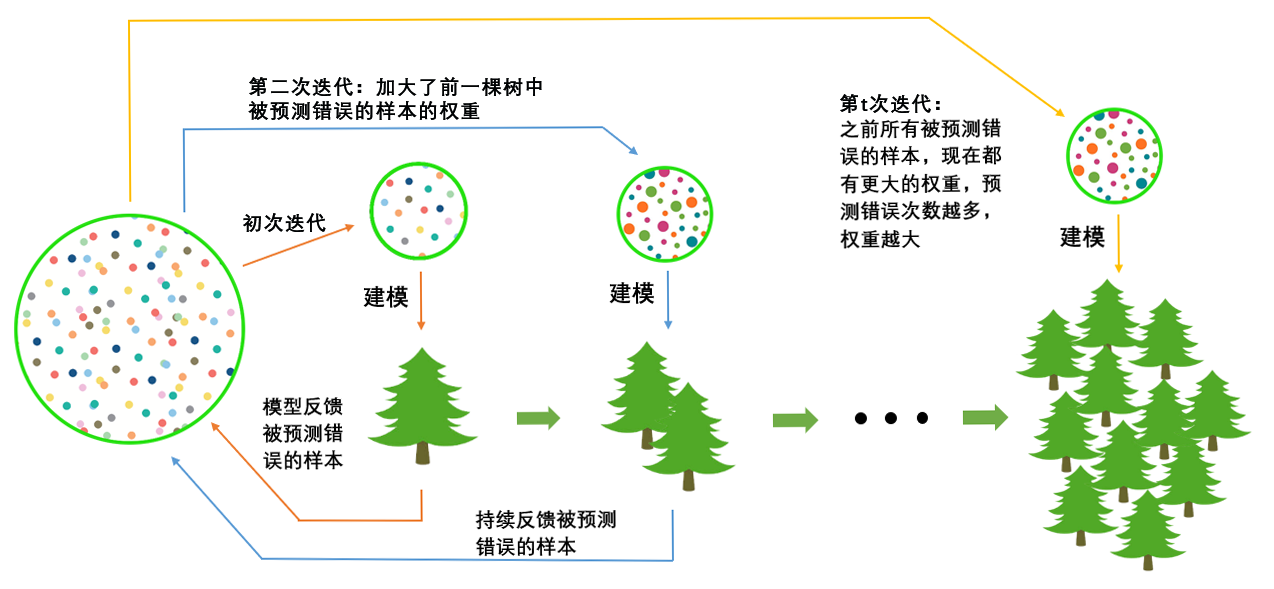 第二次迭代：加大了前一棵树中
被预测错误的样本的权重
第t次迭代：
之前所有被预测错
误的样本，现在都
有更大的权重，预
测错误次数越多，
权重越大
初次迭代
建模
建模
建模
模型反馈
被预测错
误的样本
持续反馈被预测
错误的样本